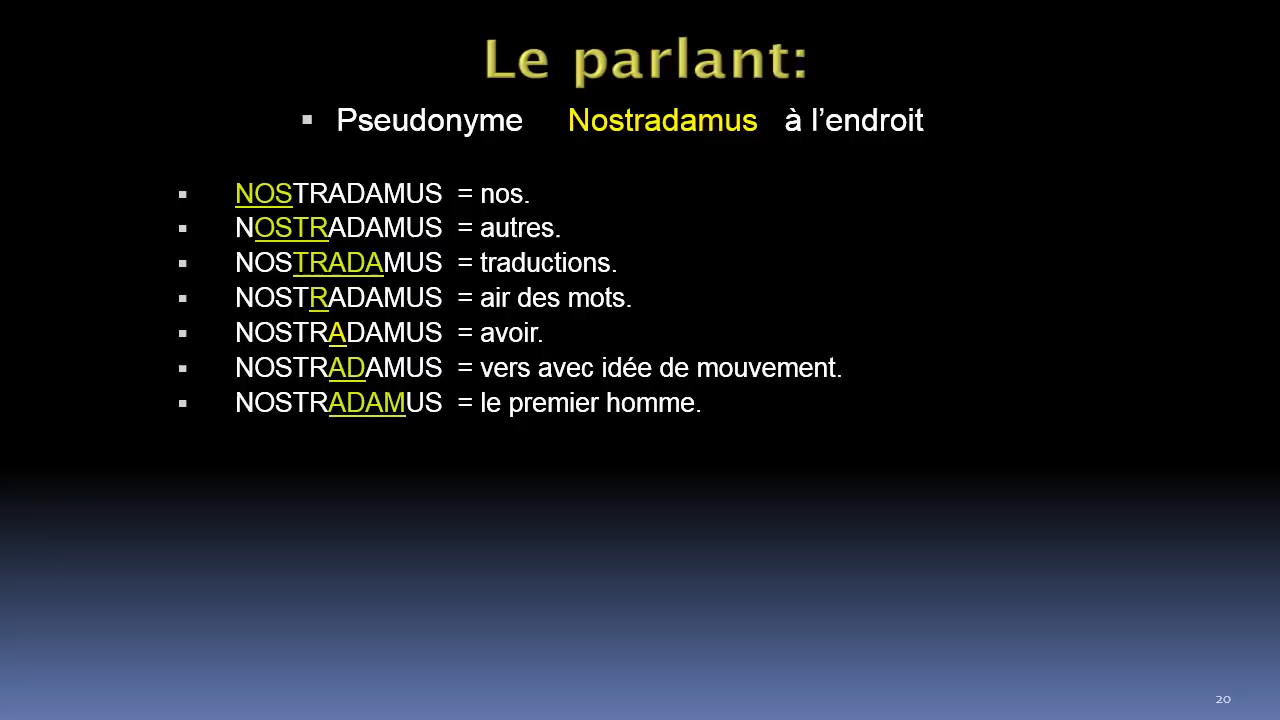 Le parlant:
▪ Pseudonyme Nostradamus à l’endroit
▪ NOSTRADAMUS = nos.
▪ NOSTRADAMUS = autres.
▪ NOSTRADAMUS = traductions.
▪ NOSTRADAMUS = air des mots.
▪ NOSTRADAMUS = avoir.
▪ NOSTRADAMUS = vers avec idée de mouvement.
▪ NOSTRADAMUS = le premier homme.
20